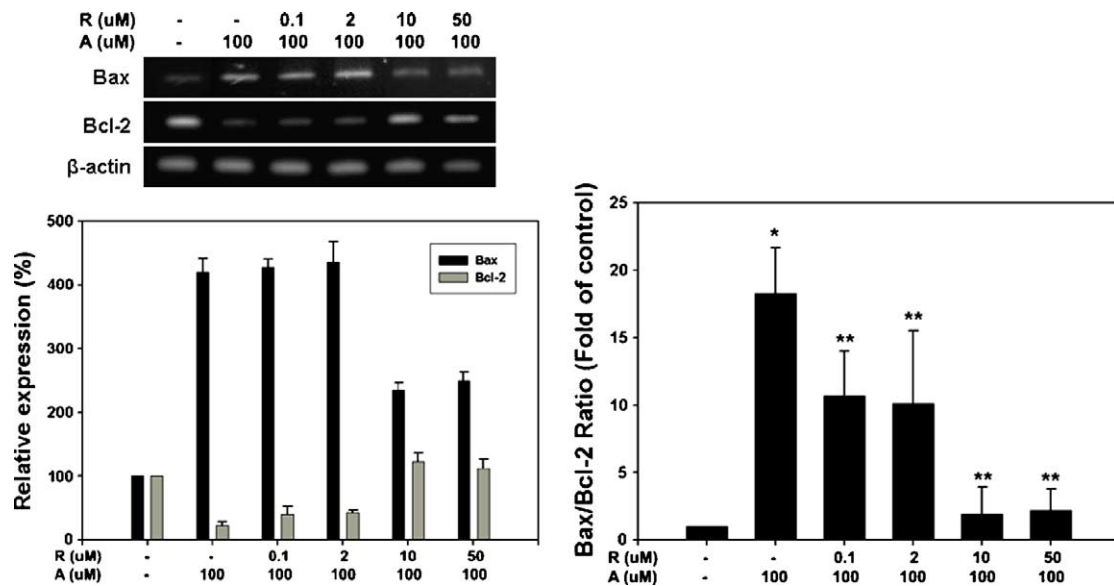 R (uM) - - 0.1 2 10 50
A (uM) - 100 100 100 100 100
Bax
Bcl-2
β-actin
Relative expression (%)
500
400
300
200
100
0
Bax
Bcl-2
R (uM) - - 0.1 2 10 50
A (uM) - 100 100 100 100 100
Bax/Bcl-2 Ratio (Fold of control)
25
20
15
10
5
0
*
**
**
**
**
R (uM) - - 0.1 2 10 50
A (uM) - 100 100 100 100 100